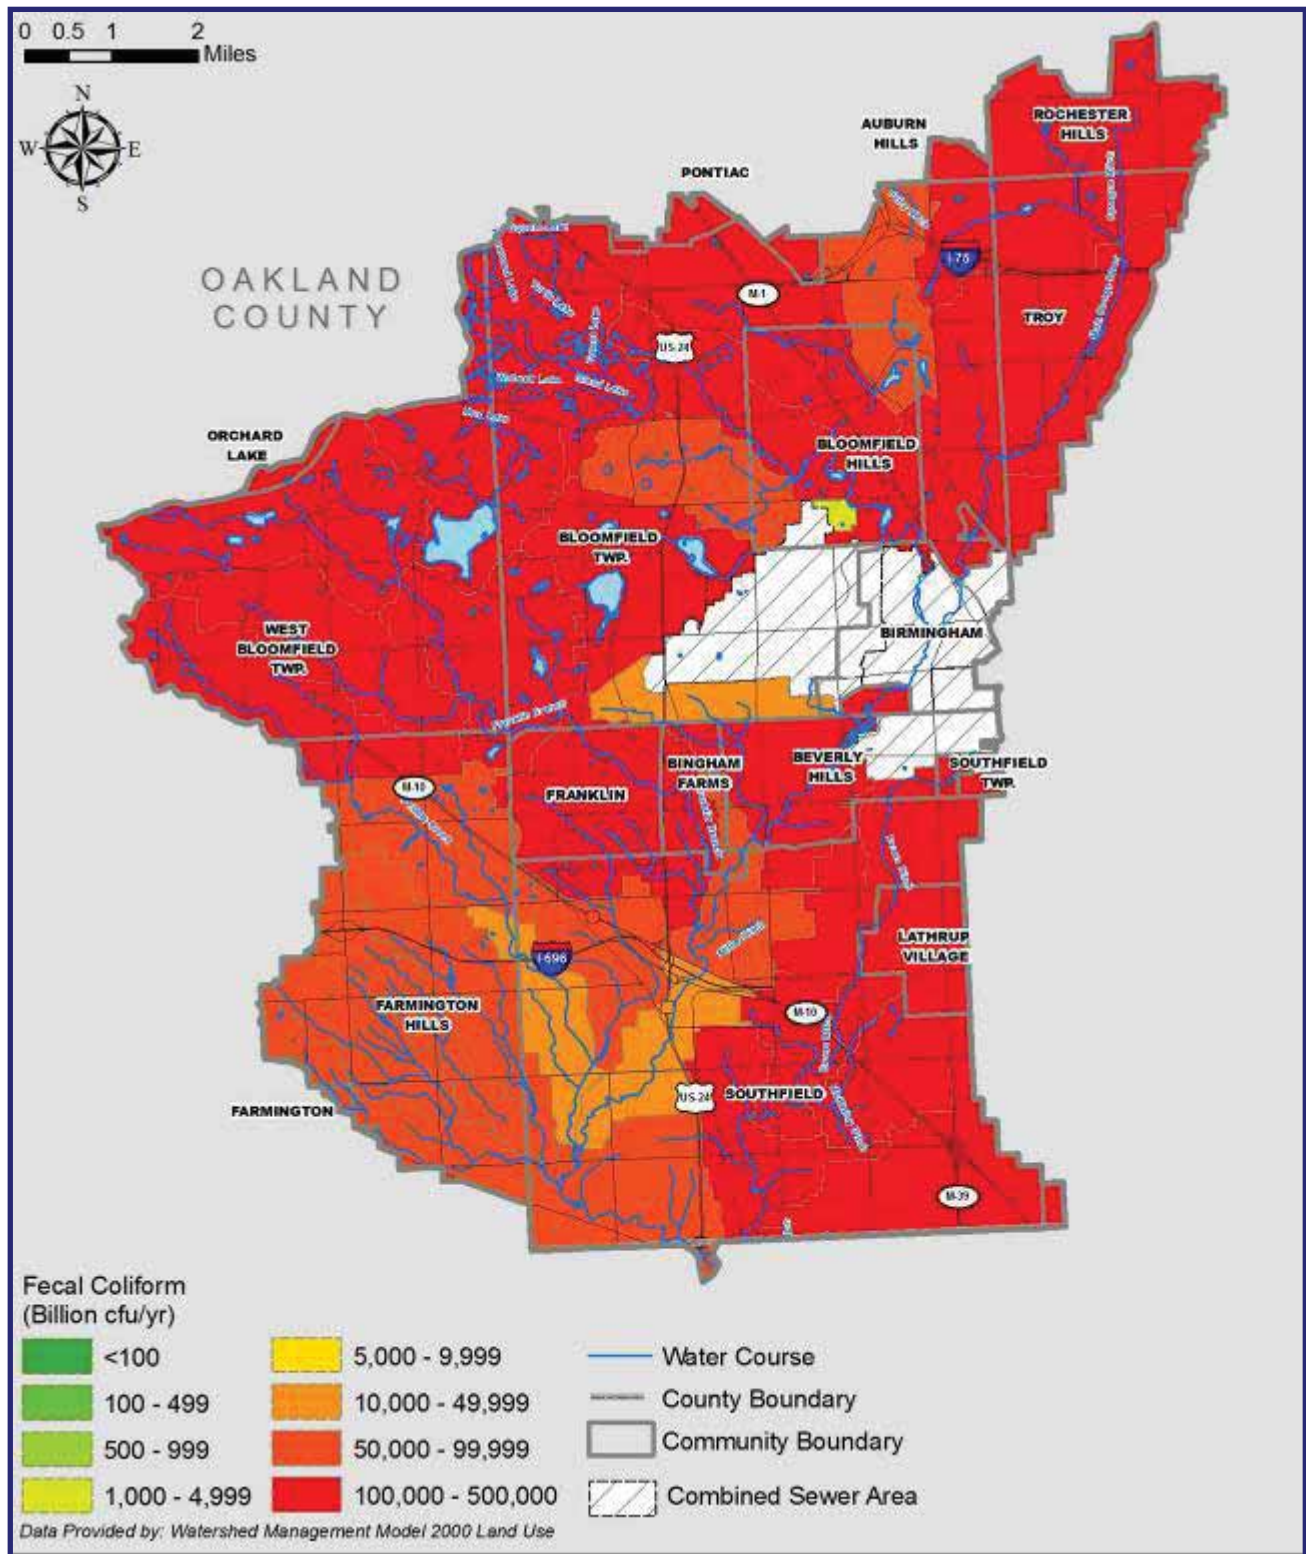 0 0.5 1 2
Miles
N
W E
S
AUBURN
HILLS
ROCHESTER
HILLS
PONTIAC
OAKLAND
COUNTY
I-75
M-1
TROY
US-24
ORCHARD
LAKE
BLOOMFIELD
HILLS
BLOOMFIELD
TWP.
WEST
BLOOMFIELD
TWP.
BIRMINGHAM
BINGHAM
FARMS
BEVERLY
HILLS
SOUTHFIELD
TWP.
M-10
FRANKLIN
LATHRUP
VILLAGE
I-696
FARMINGTON
HILLS
M-10
US-24
SOUTHFIELD
FARMINGTON
M-39
Fecal Coliform
(Billion cfu/yr)
<100
100 - 499
500 - 999
1,000 - 4,999
5,000 - 9,999
10,000 - 49,999
50,000 - 99,999
100,000 - 500,000
Water Course
County Boundary
Community Boundary
Combined Sewer Area
Data Provided by: Watershed Management Model 2000 Land Use